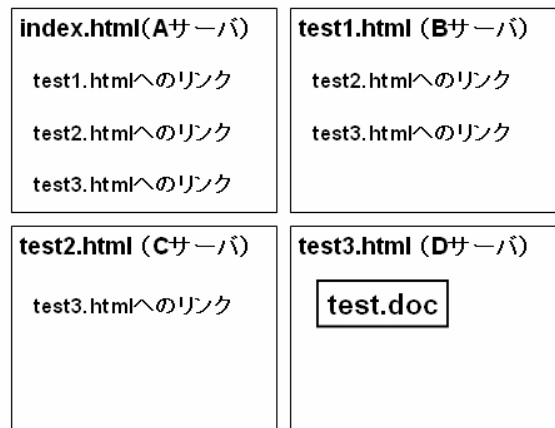 index.html(Aサーバ)
test1.htmlへのリンク
test2.htmlへのリンク
test3.htmlへのリンク
test1.html (Bサーバ)
test2.htmlへのリンク
test3.htmlへのリンク
test2.html (Cサーバ)
test3.htmlへのリンク
test3.html (Dサーバ)
test.doc